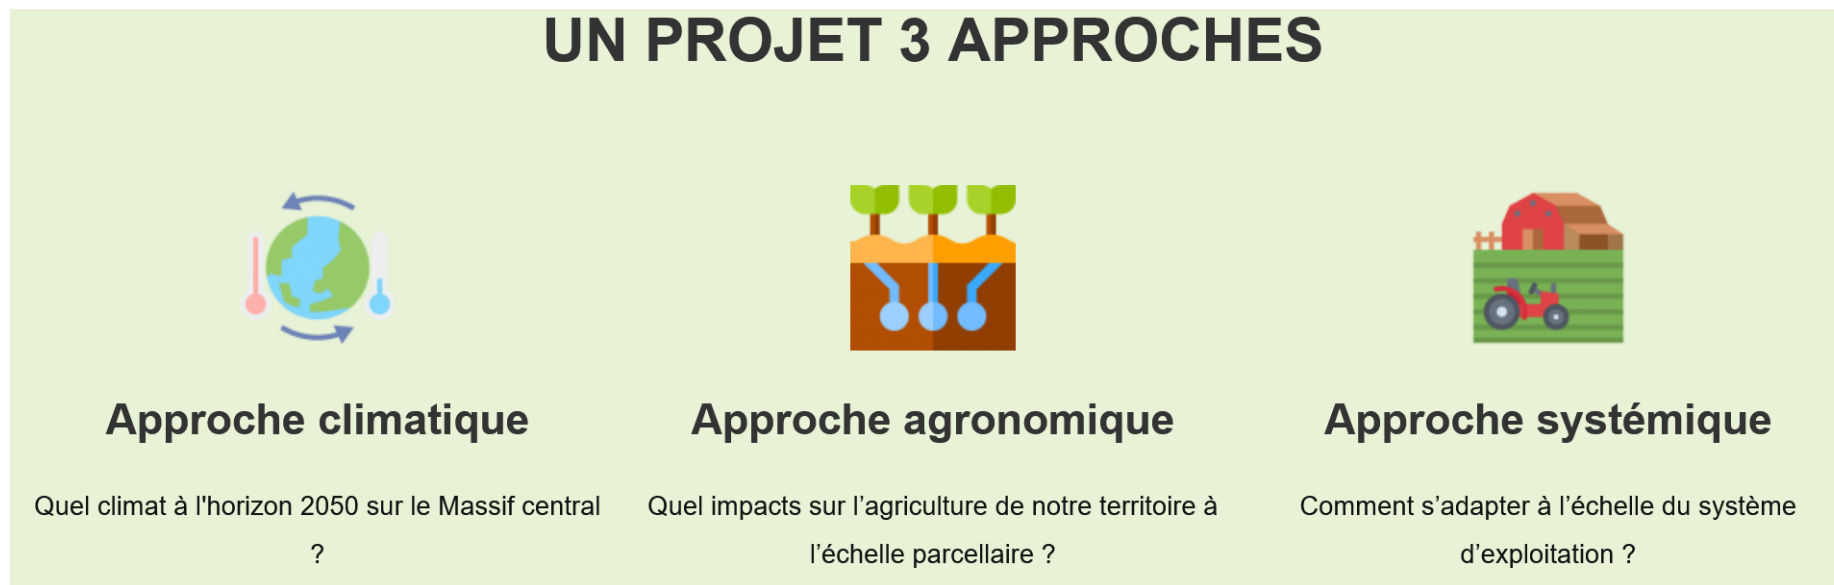 UN PROJET 3 APPROCHES
Approche climatique
Quel climat à l'horizon 2050 sur le Massif central
?
Approche agronomique
Quel impacts sur l’agriculture de notre territoire à
l’échelle parcellaire ?
Approche systémique
Comment s’adapter à l’échelle du système
d’exploitation ?